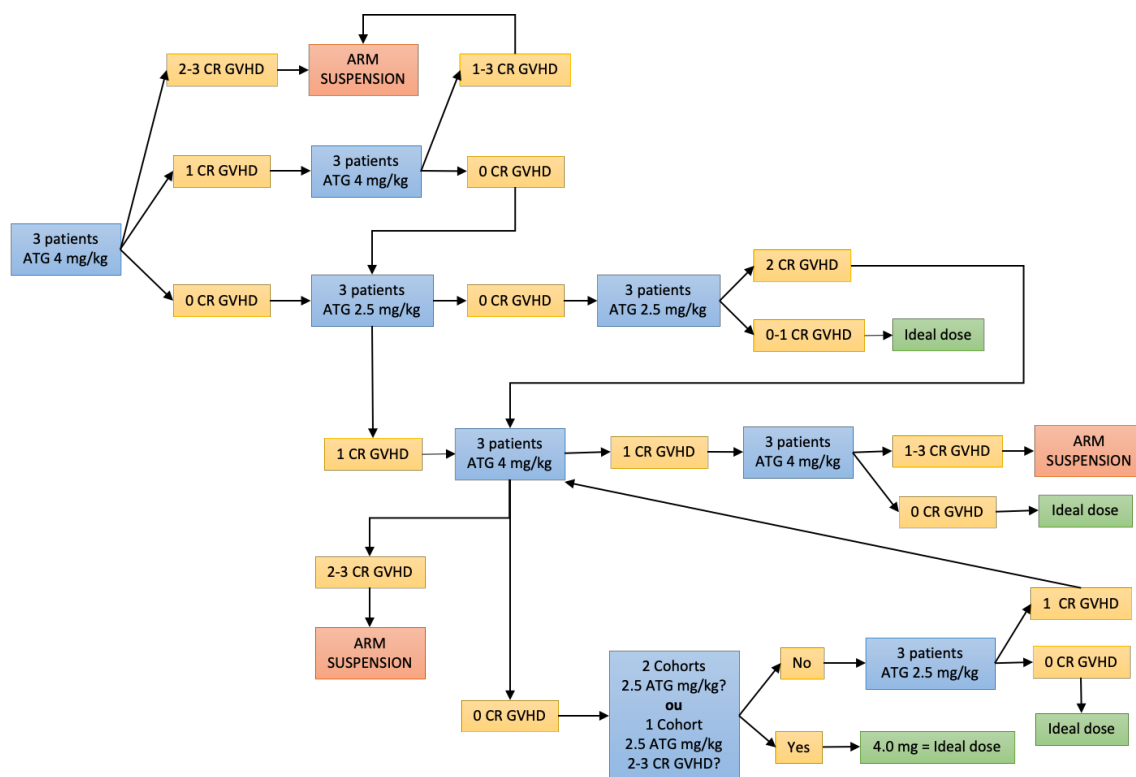 2-3 CR GVHD
ARM
SUSPENSION
1-3 CR GVHD
1 CR GVHD
3 patients
ATG 4 mg/kg
0 CR GVHD
3 patients
ATG 4 mg/kg
0 CR GVHD
3 patients
ATG 2.5 mg/kg
0 CR GVHD
3 patients
ATG 2.5 mg/kg
2 CR GVHD
0-1 CR GVHD
Ideal dose
1 CR GVHD
3 patients
ATG 4 mg/kg
1 CR GVHD
3 patients
ATG 4 mg/kg
1-3 CR GVHD
ARM
SUSPENSION
0 CR GVHD
Ideal dose
2-3 CR GVHD
ARM
SUSPENSION
0 CR GVHD
2 Cohorts
2.5 ATG mg/kg?
ou
1 Cohort
2.5 ATG mg/kg
2-3 CR GVHD?
No
3 patients
ATG 2.5 mg/kg
1 CR GVHD
0 CR GVHD
Ideal dose
Yes
4.0 mg = Ideal dose